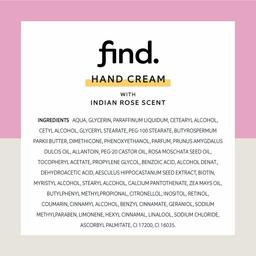 find.
HAND CREAM
WITH
INDIAN ROSE SCENT
INGREDIENTS AQUA, GLYCERIN, PARAFFINUM LIQUIDUM, CETEARYL ALCOHOL,
CETYL ALCOHOL, GLYCERYL STEARATE, PEG-100 STEARATE, BUTYROSPERMUM
PARKII BUTTER, DIMETHICONE, PHENOXYETHANOL, PARFUM, PRUNUS AMYGDALUS
DULCIS OIL, ALLANTOIN, PEG-20 CASTOR OIL, ROSA MOSCHATA SEED OIL,
TOCOPHERYL ACETATE, PROPYLENE GLYCOL, BENZOIC ACID, ALCOHOL DENAT.,
DEHYDROACETIC ACID, AESCULUS HIPPOCASTANUM SEED EXTRACT, BIOTIN,
MYRISTYL ALCOHOL, STEARYL ALCOHOL, CALCIUM PANTOTHENATE, ZEA MAYS OIL,
BUTYLPHENYL METHYLPROPIONAL, CITRONELLOL, INOSITOL, RETINOL,
COUMARIN, CINNAMYL ALCOHOL, BENZYL CINNAMATE, GERANIOL, SODIUM
METHYLPARABEN, LIMONENE, HEXYL CINNAMAL, LINALOOL, SODIUM CHLORIDE,
ASCORBYL PALMITATE, CI 17200, CI 16035.